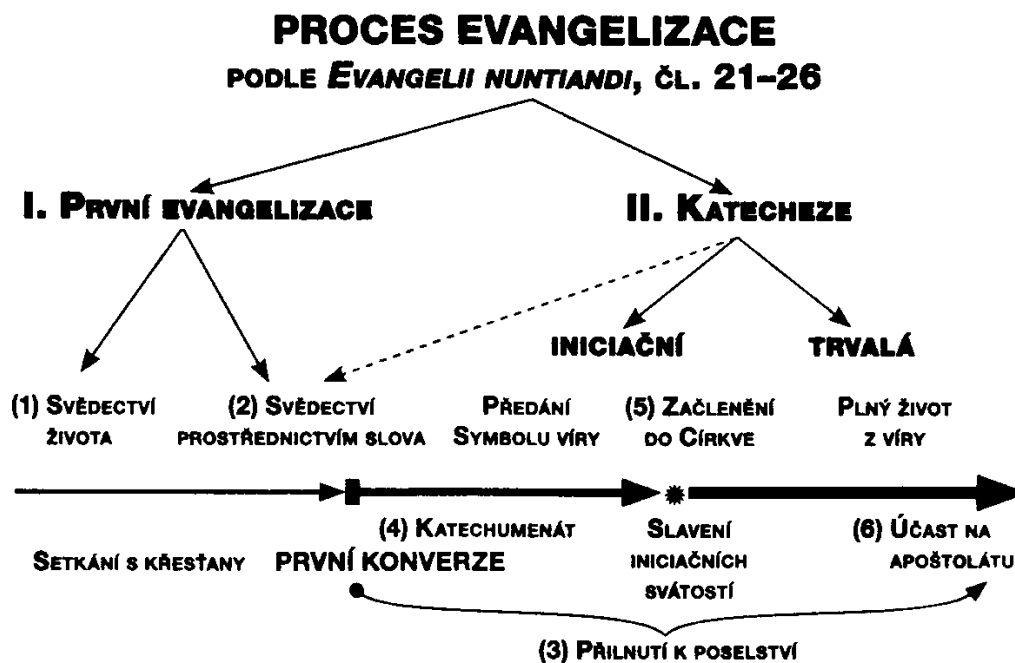 PROCES EVANGELIZACE
PODLE EVANGELII NUNTIANDI, ČL. 21–26
I. PRVNÍ EVANGELIZACE
II. KATECHEZE
INICIAČNÍ
TRVALÁ
(1) SVĚDECTVÍ
ŽIVOTA
(2) SVĚDECTVÍ
PROSTŘEDNICTVÍM SLOVA
PŘEDÁNÍ
SYMBOLU VÍRY
(5) ZAČLENĚNÍ
DO CÍRKVE
PLNÝ ŽIVOT
Z VÍRY
SETKÁNÍ S KŘESŤANY
(4) KATECHUMENÁT
PRVNÍ KONVERZE
SLAVENÍ
INICIAČNÍCH
SVÁTOSTÍ
(6) ÚČAST NA
APOŠTOLÁTU
(3) PŘILNUTÍ K POSELSTVÍ